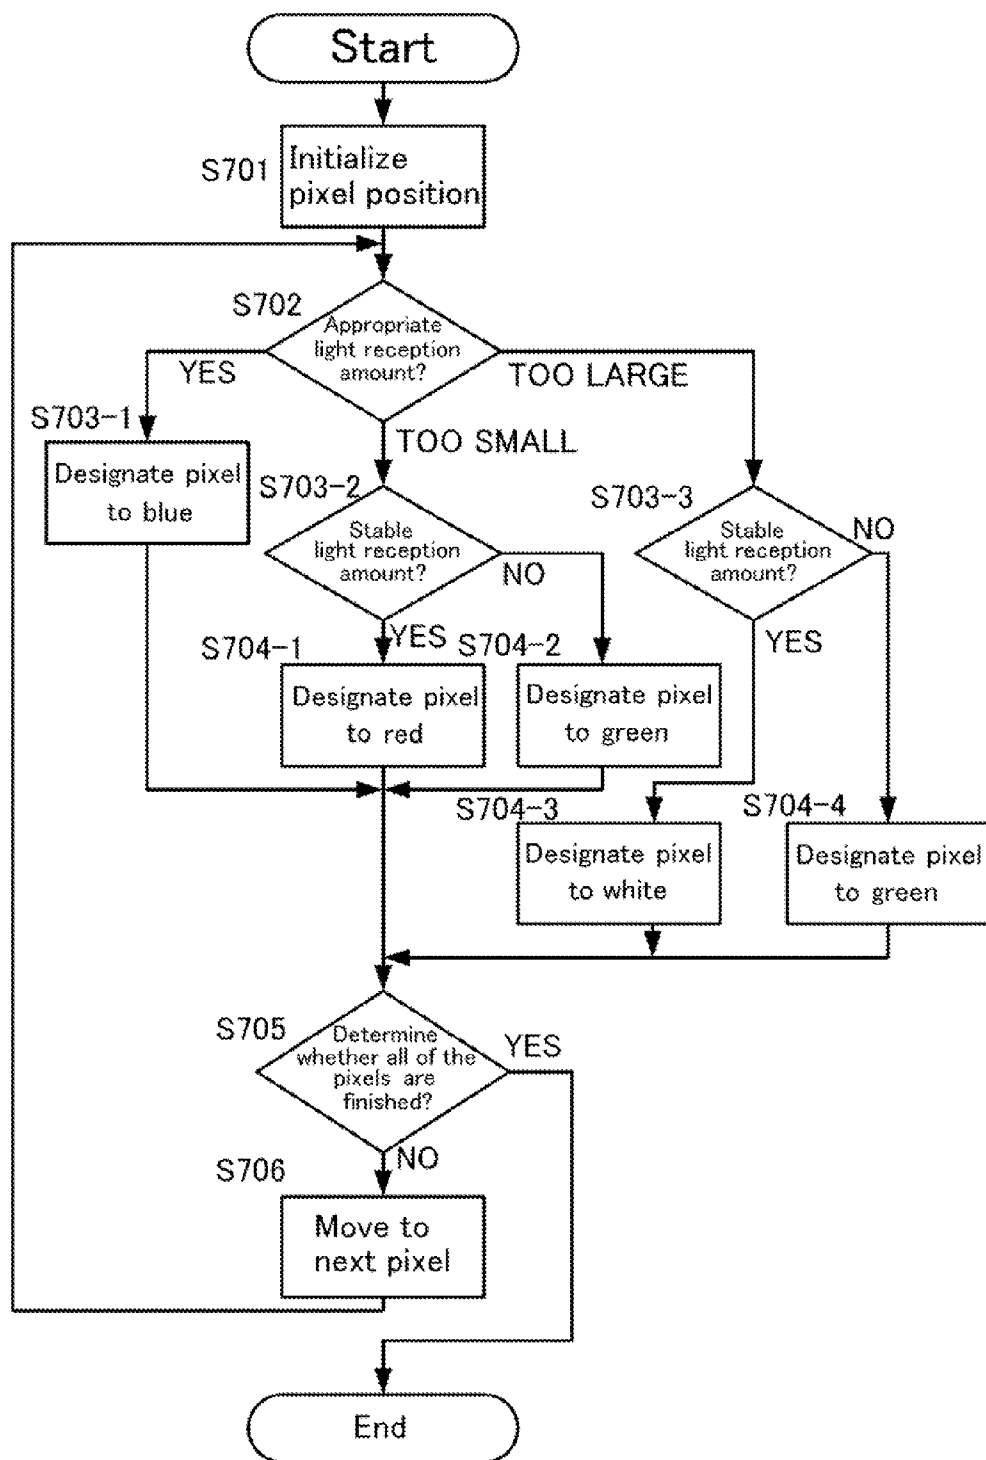 Start
S701
Initialize
pixel position
S702
Appropriate
light reception
amount?
YES
TOO LARGE
TOO SMALL
S703-1
Designate pixel
to blue
S703-2
Stable
light reception
amount?
NO
YES
S703-3
Stable
light reception
amount?
NO
YES
S704-1
Designate pixel
to red
S704-2
Designate pixel
to green
S704-3
Designate pixel
to white
S704-4
Designate pixel
to green
S705
Determine
whether all of the
pixels are
finished?
YES
NO
S706
Move to
next pixel
End